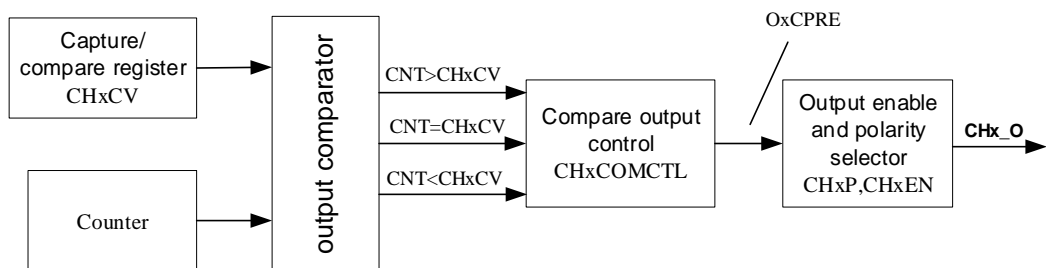 Capture/
compare register
CHxCV
Counter
output comparator
CNT>CHxCV
CNT=CHxCV
CNT<CHxCV
Compare output
control
CHxCOMCTL
OxCPRE
Output enable
and polarity
selector
CHxP,CHxEN
CHx_O